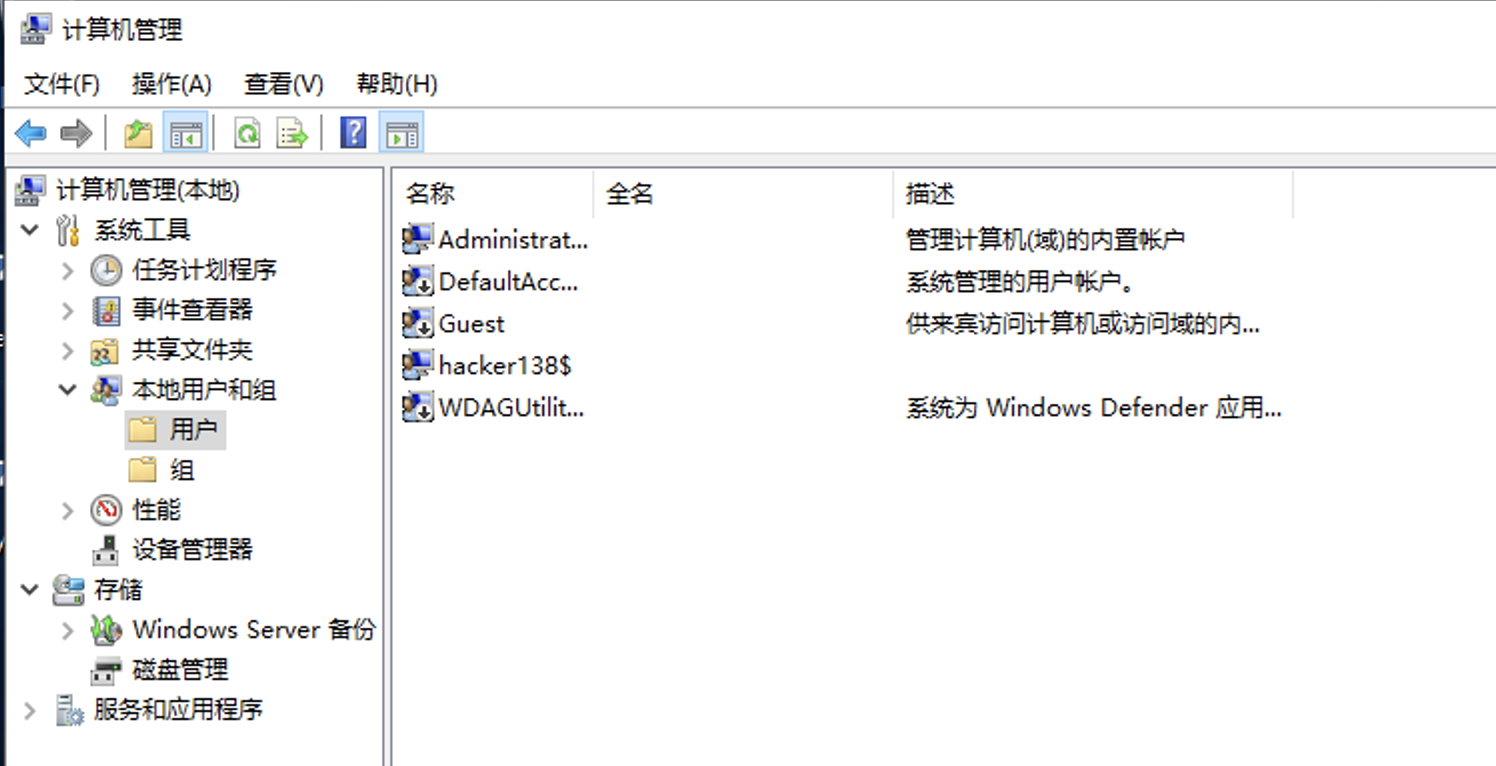 计算机管理
文件(F) 操作(A) 查看(V) 帮助(H)
计算机管理(本地)
系统工具
任务计划程序
事件查看器
共享文件夹
本地用户和组
用户
组
性能
设备管理器
存储
Windows Server 备份
磁盘管理
服务和应用程序
名称 全名 描述
Administrat... 管理计算机(域)的内置帐户
DefaultAcc... 系统管理的用户帐户。
Guest 供来宾访问计算机或访问域的内...
hacker138$
WDAGUtilit... 系统为 Windows Defender 应用...